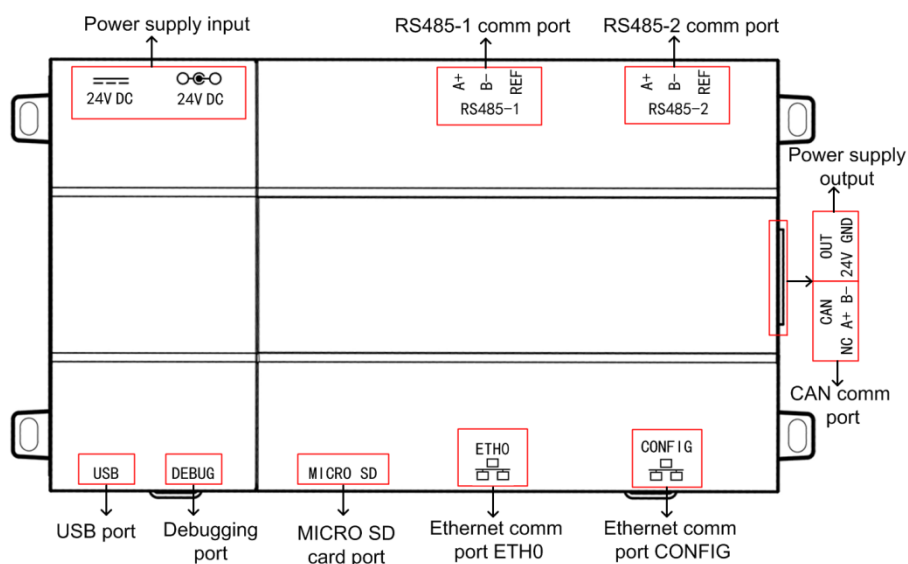 Power supply input
RS485-1 comm port
RS485-2 comm port
24V DC
24V DC
A+
B-
REF
RS485-1
A+
B-
REF
RS485-2
Power supply
output
OUT
24V GND
CAN
NC A+ B-
CAN comm
port
USB
DEBUG
MICRO SD
ETH0
CONFIG
USB port
Debugging
port
MICRO SD
card port
Ethernet comm
port ETH0
Ethernet comm
port CONFIG